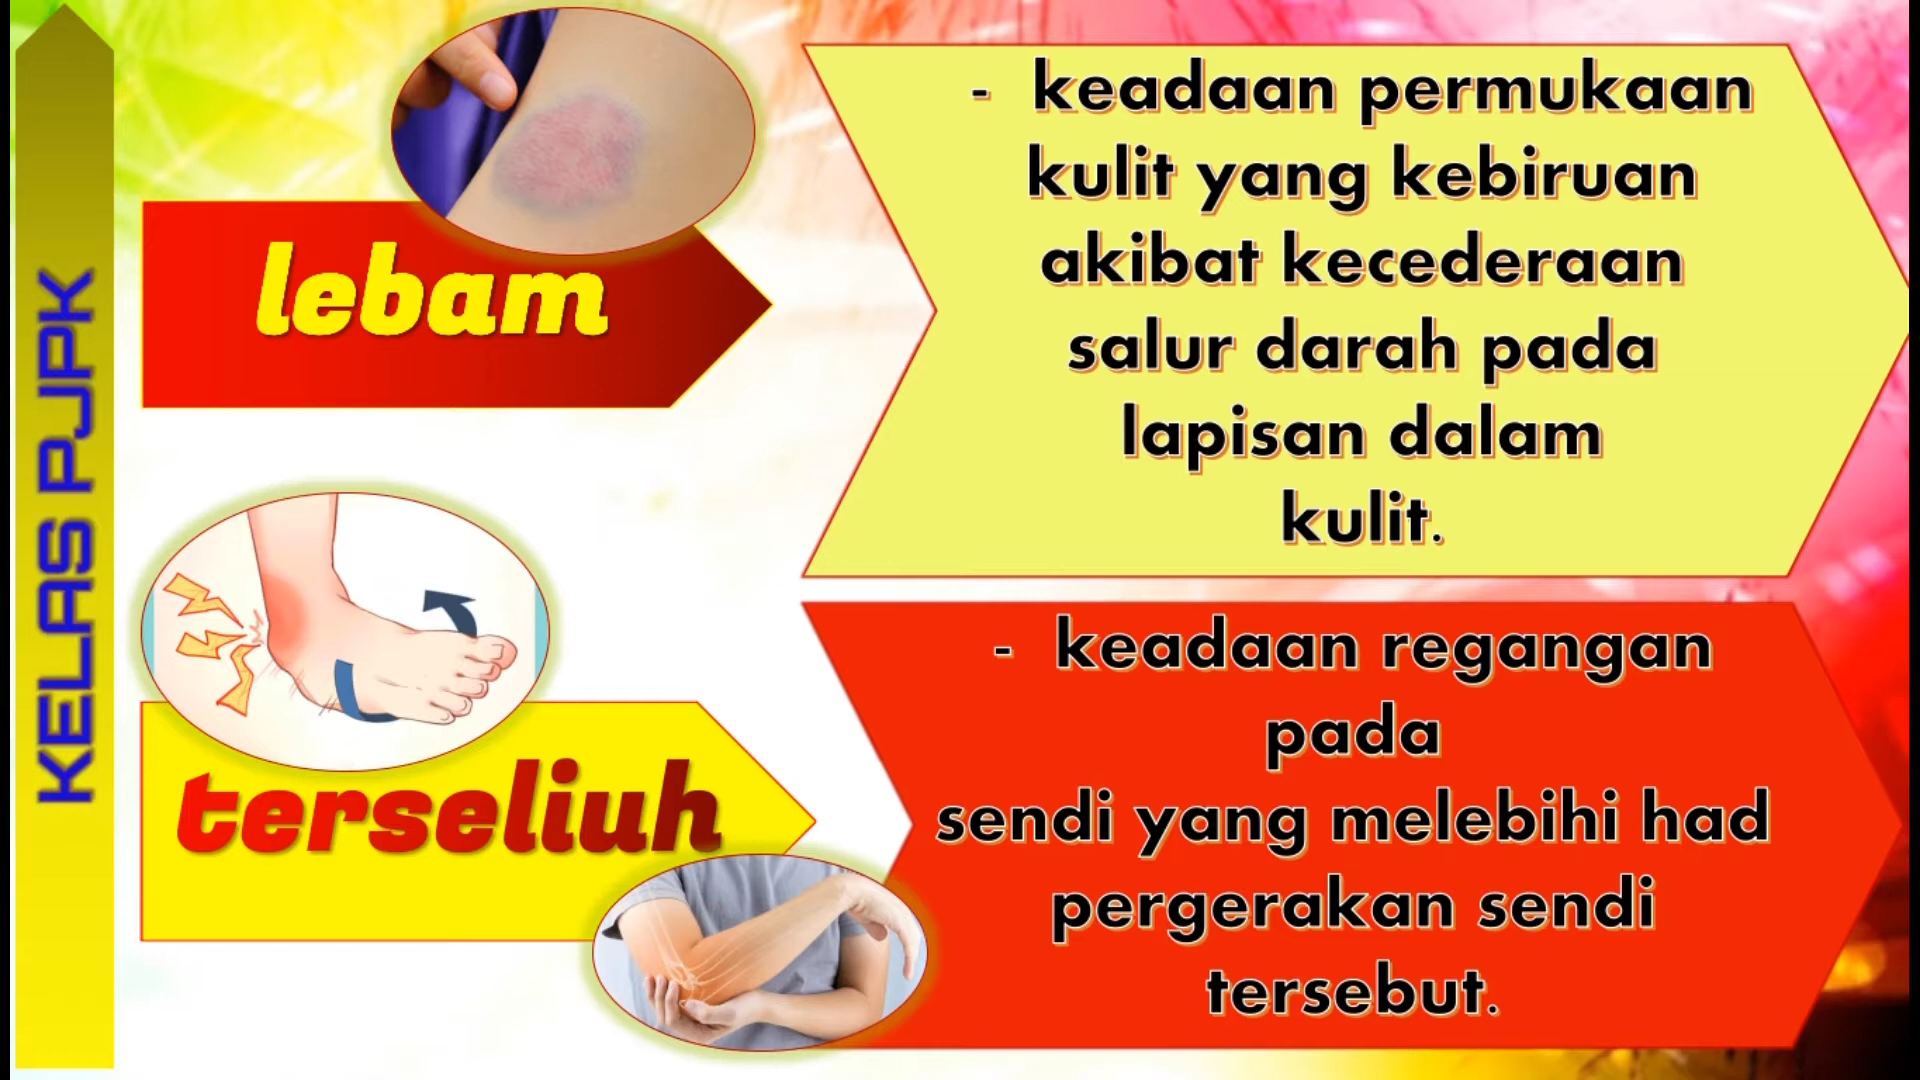 KELAS PJPK
lebam
- keadaan permukaan
kulit yang kebiruan
akibat kecederaan
salur darah pada
lapisan dalam
kulit.
terseliuh
- keadaan regangan
pada
sendi yang melebihi had
pergerakan sendi
tersebut.